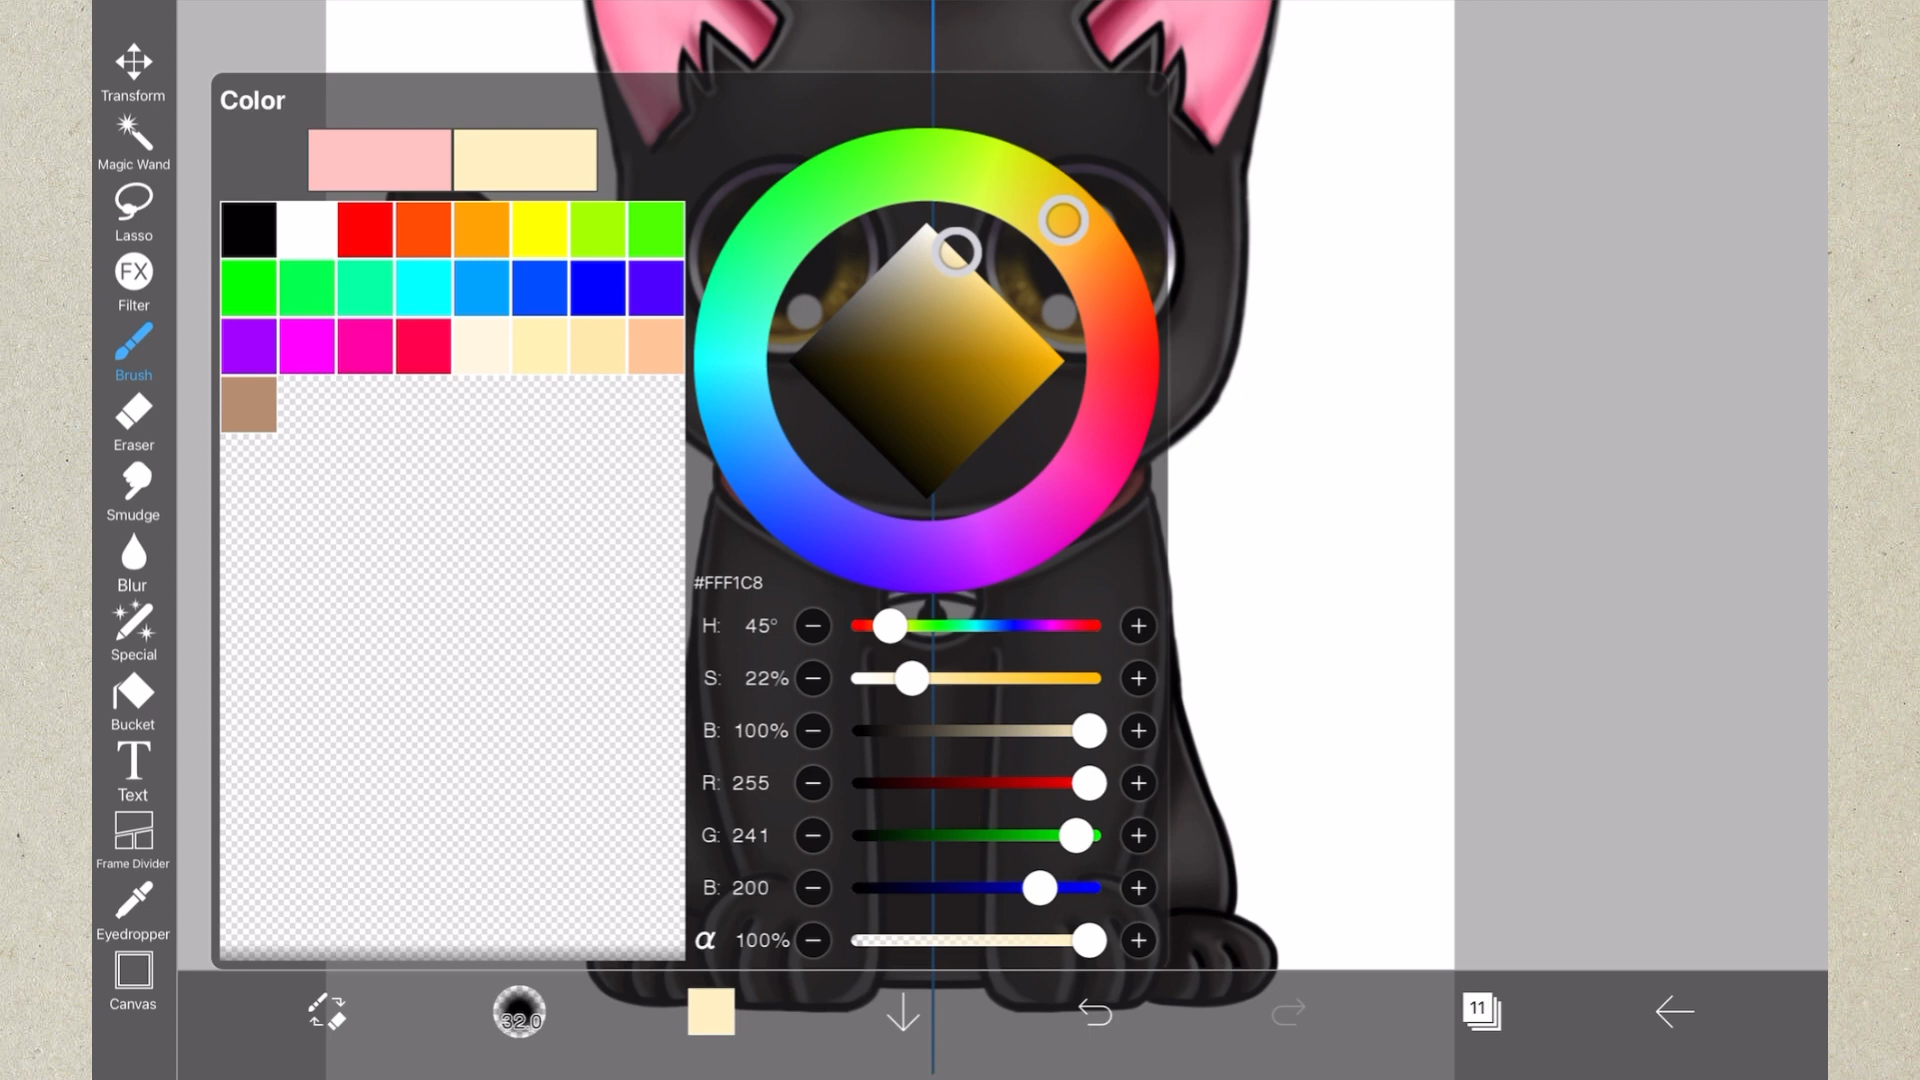 Transform
Magic Wand
Lasso
FX
Filter
Brush
Eraser
Smudge
Blur
Special
Bucket
T
Text
Frame Divider
Eyedropper
Canvas
Color
#FFF1C8
H: 45°
S: 22%
B: 100%
R: 255
G: 241
B: 200
α 100%
32.0
11